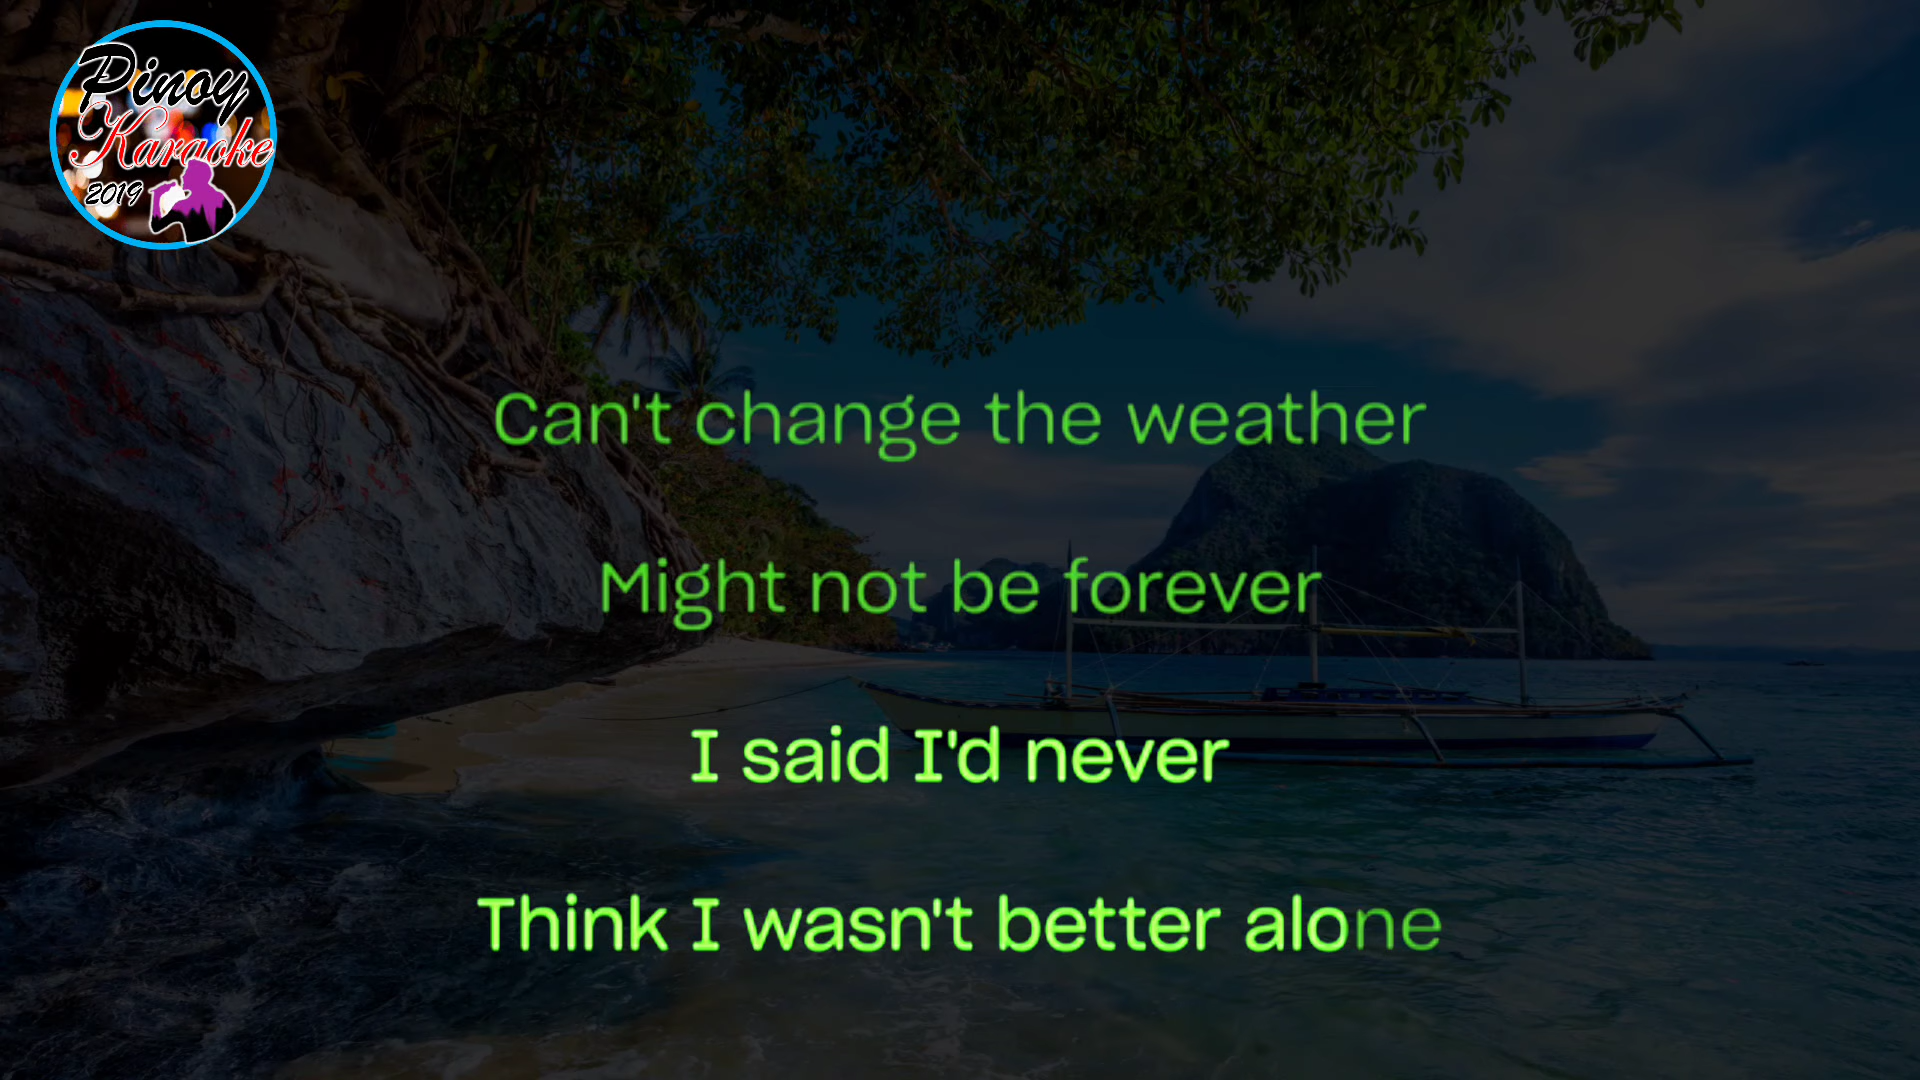 Pinoy
Karaoke
2019
Can't change the weather
Might not be forever
I said I'd never
Think I wasn't better alone